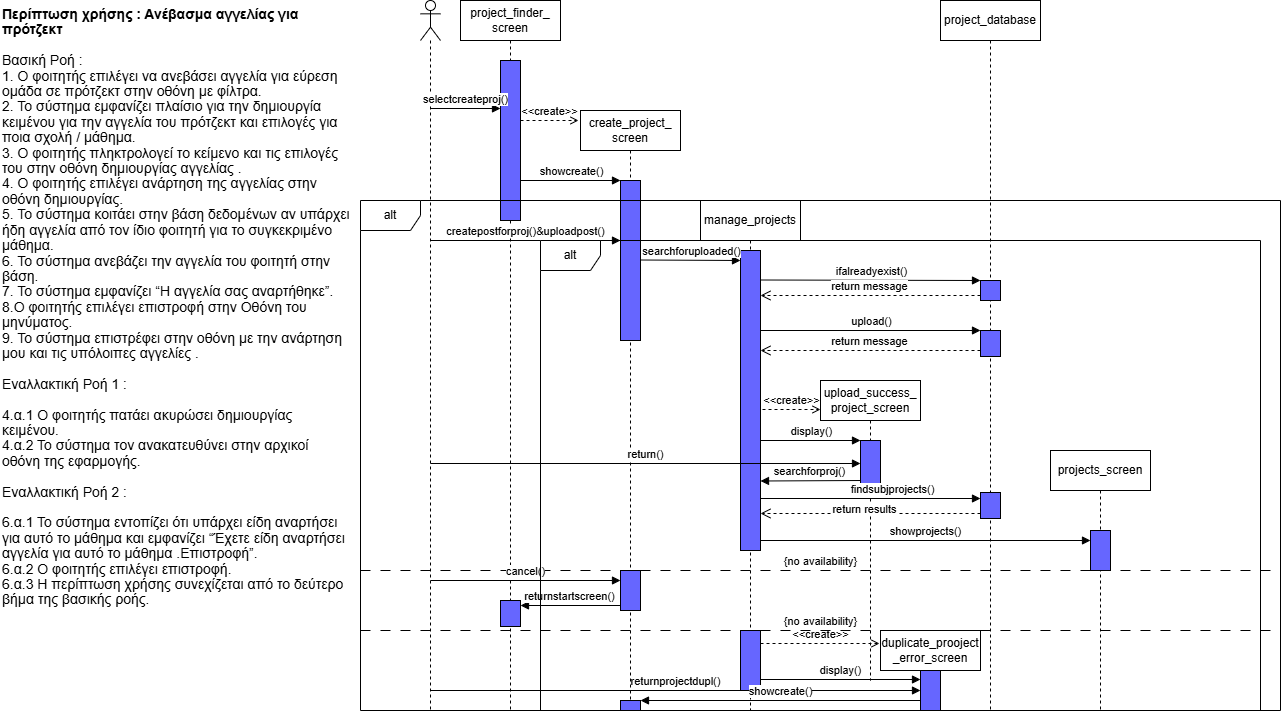 Περίπτωση χρήσης : Ανέβασμα αγγελίας για
πρότζεκτ
Βασική Ροή :
1. Ο φοιτητής επιλέγει να ανεβάσει αγγελία για εύρεση
ομάδα σε πρότζεκτ στην οθόνη με φίλτρα.
2. Το σύστημα εμφανίζει πλαίσιο για την δημιουργία
κειμένου για την αγγελία του πρότζεκτ και επιλογές για
ποια σχολή / μάθημα.
3. Ο φοιτητής πληκτρολογεί το κείμενο και τις επιλογές
του στην οθόνη δημιουργίας αγγελίας .
4. Ο φοιτητής επιλέγει ανάρτηση της αγγελίας στην
οθόνη δημιουργίας.
5. Το σύστημα κοιτάει στην βάση δεδομένων αν υπάρχει
ήδη αγγελία από τον ίδιο φοιτητή για το συγκεκριμένο
μάθημα.
6. Το σύστημα ανεβάζει την αγγελία του φοιτητή στην
βάση.
7. Το σύστημα εμφανίζει “Η αγγελία σας αναρτήθηκε”.
8.Ο φοιτητής επιλέγει επιστροφή στην Οθόνη του
μηνύματος.
9. Το σύστημα επιστρέφει στην οθόνη με την ανάρτηση
μου και τις υπόλοιπες αγγελίες .
Εναλλακτική Ροή 1 :
4.α.1 Ο φοιτητής πατάει ακυρώσει δημιουργίας
κειμένου.
4.α.2 Το σύστημα τον ανακατευθύνει στην αρχικοί
οθόνη της εφαρμογής.
Εναλλακτική Ροή 2 :
6.α.1 Το σύστημα εντοπίζει ότι υπάρχει είδη αναρτήσει
για αυτό το μάθημα και εμφανίζει “Έχετε είδη αναρτήσει
αγγελία για αυτό το μάθημα .Επιστροφή”.
6.α.2 Ο φοιτητής επιλέγει επιστροφή.
6.α.3 Η περίπτωση χρήσης συνεχίζεται από το δεύτερο
βήμα της βασικής ροής.
project_finder_
screen
project_database
selectcreateproj()
<<create>>
create_project_
screen
showcreate()
alt
manage_projects
createpostforproj()&uploadpost()
alt
searchforuploaded()
ifalreadyexist()
return message
upload()
return message
<<create>>
upload_success_
project_screen
display()
return()
searchforproj()
projects_screen
findsubjprojects()
return results
showprojects()
{no availability}
cancel()
returnstartscreen()
{no availability}
<<create>>
duplicate_prooject
_error_screen
display()
returnprojectdupl()
showcreate()